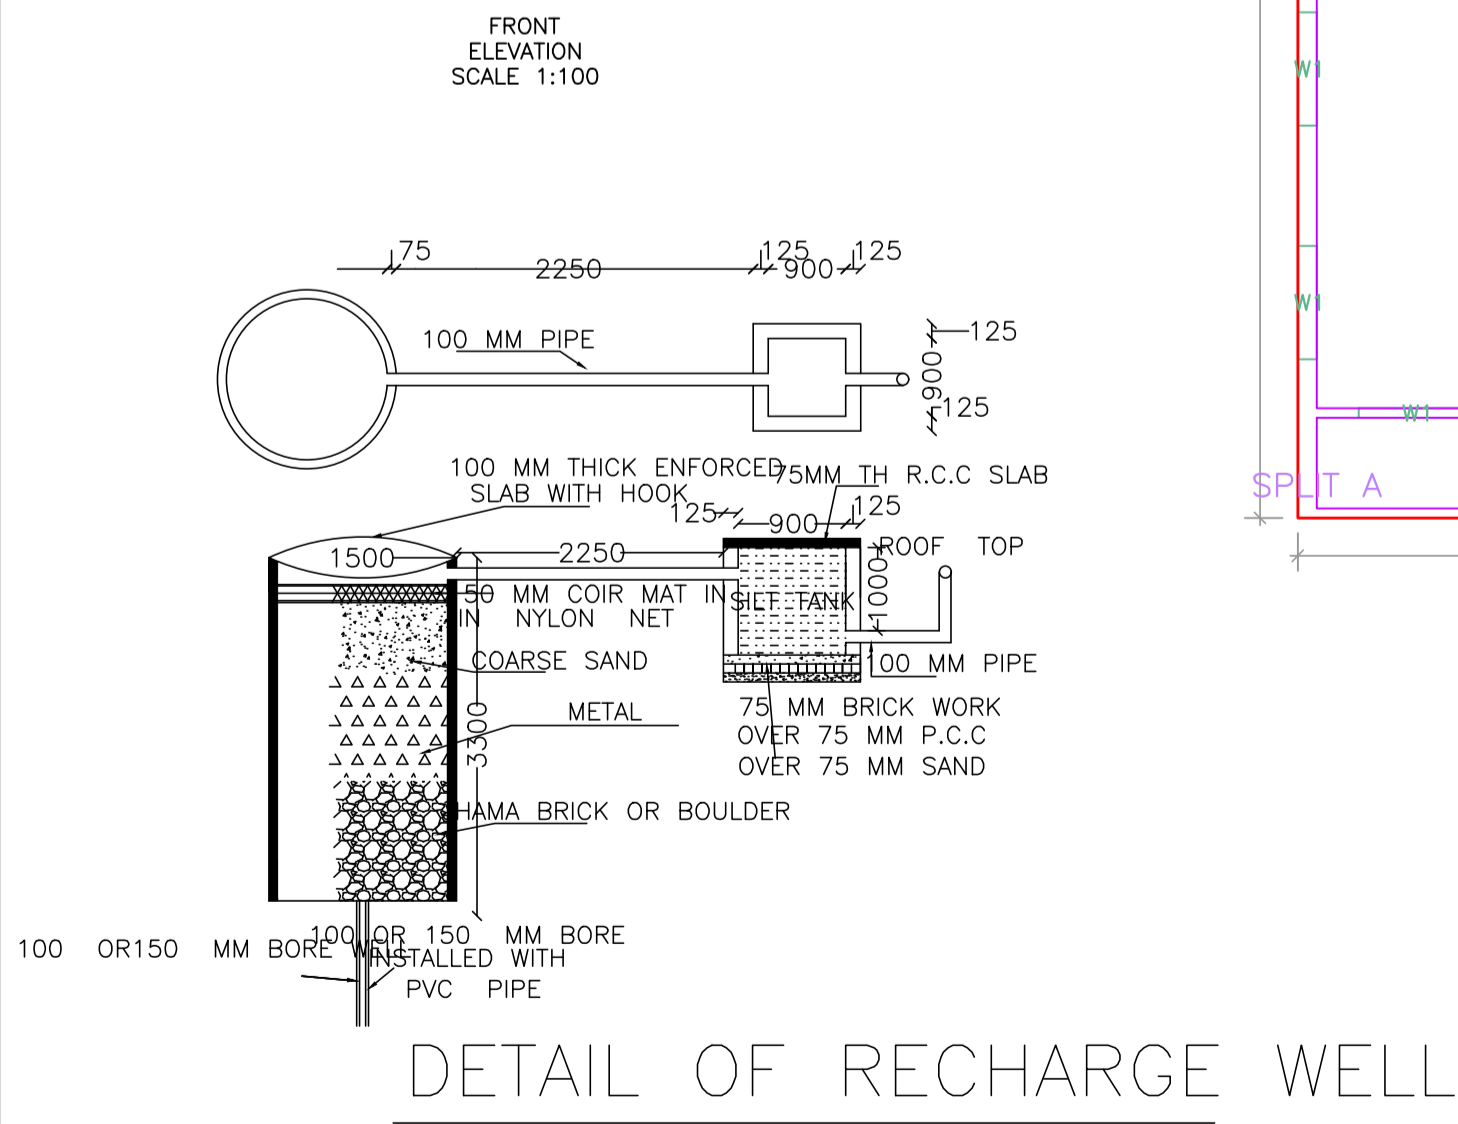 FRONT
ELEVATION
SCALE 1:100
W1
W1
W1
SPLIT A
75
2250
125
900
125
100 MM PIPE
125
900
125
100 MM THICK ENFORCED
SLAB WITH HOOK
75MM TH R.C.C SLAB
125
900
125
1500
2250
ROOF TOP
1000
50 MM COIR MAT IN
IN NYLON NET
SILT TANK
COARSE SAND
100 MM PIPE
METAL
3300
75 MM BRICK WORK
OVER 75 MM P.C.C
OVER 75 MM SAND
HAMA BRICK OR BOULDER
100 OR150 MM BORE WELL
100 OR 150 MM BORE
INSTALLED WITH
PVC PIPE
DETAIL OF RECHARGE WELL